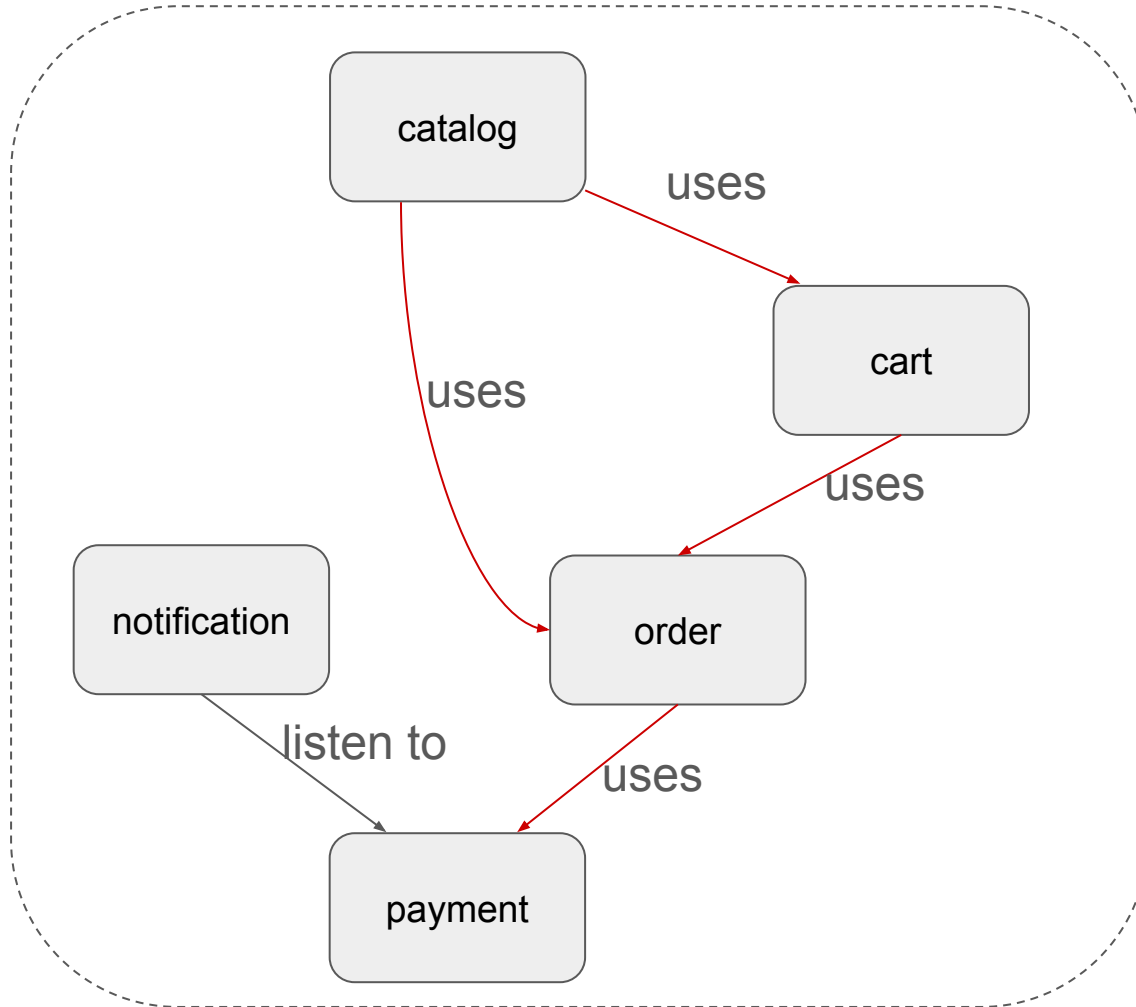 catalog
uses
cart
uses
uses
notification
order
listen to
uses
payment